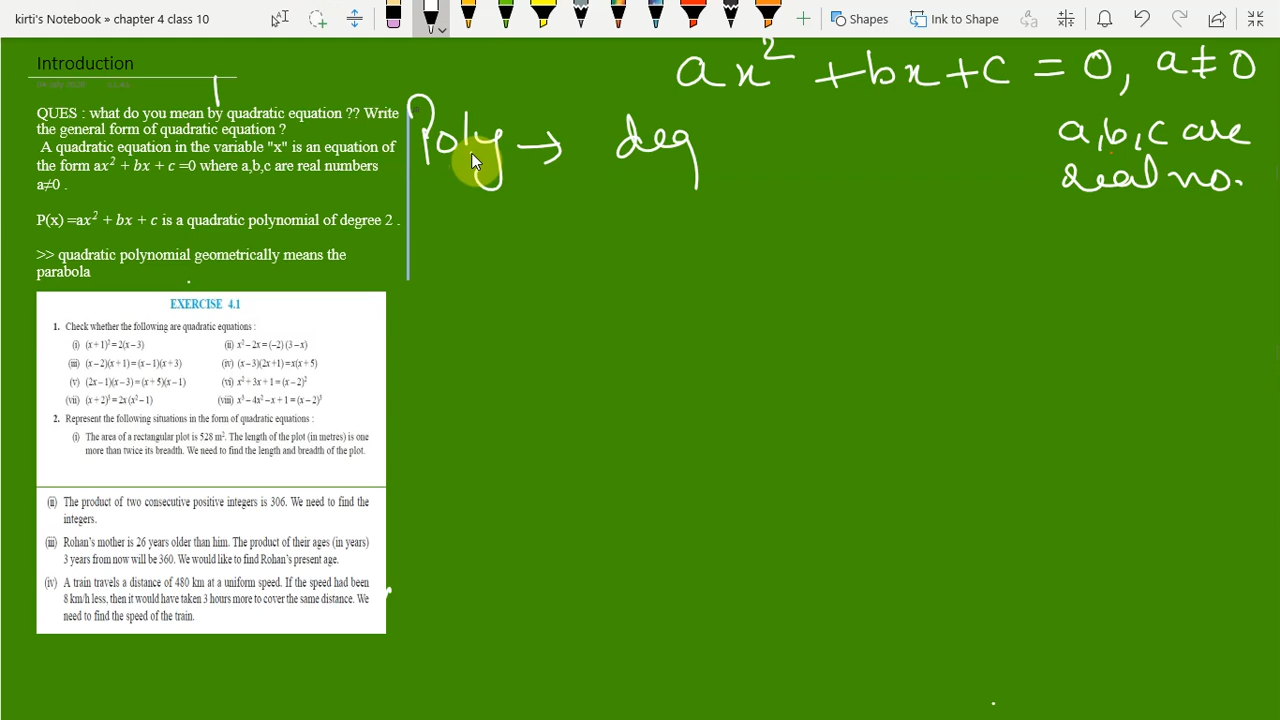 kirti's Notebook » chapter 4 class 10
Shapes
Ink to Shape
Introduction
QUES : what do you mean by quadratic equation ?? Write
the general form of quadratic equation ?
A quadratic equation in the variable "x" is an equation of
the form ax² + bx + c =0 where a,b,c are real numbers
a≠0 .
P(x) =ax² + bx + c is a quadratic polynomial of degree 2 .
>> quadratic polynomial geometrically means the
parabola
EXERCISE 4.1
1. Check whether the following are quadratic equations :
(i) (x + 1)² = 2(x – 3) (ii) x² – 2x = (–2) (3 – x)
(iii) (x – 2)(x + 1) = (x – 1)(x + 3) (iv) (x – 3)(2x +1) = x(x + 5)
(v) (2x – 1)(x – 3) = (x + 5)(x – 1) (vi) x² + 3x + 1 = (x – 2)²
(vii) (x + 2)³ = 2x (x² – 1) (viii) x³ – 4x² – x + 1 = (x – 2)³
2. Represent the following situations in the form of quadratic equations :
(i) The area of a rectangular plot is 528 m². The length of the plot (in metres) is one
more than twice its breadth. We need to find the length and breadth of the plot.
(ii) The product of two consecutive positive integers is 306. We need to find the
integers.
(iii) Rohan's mother is 26 years older than him. The product of their ages (in years)
3 years from now will be 360. We would like to find Rohan's present age.
(iv) A train travels a distance of 480 km at a uniform speed. If the speed had been
8 km/h less, then it would have taken 3 hours more to cover the same distance. We
need to find the speed of the train.
ax² + bx + c = 0, a ≠ 0
a, b, c are
real no.
Poly → deg